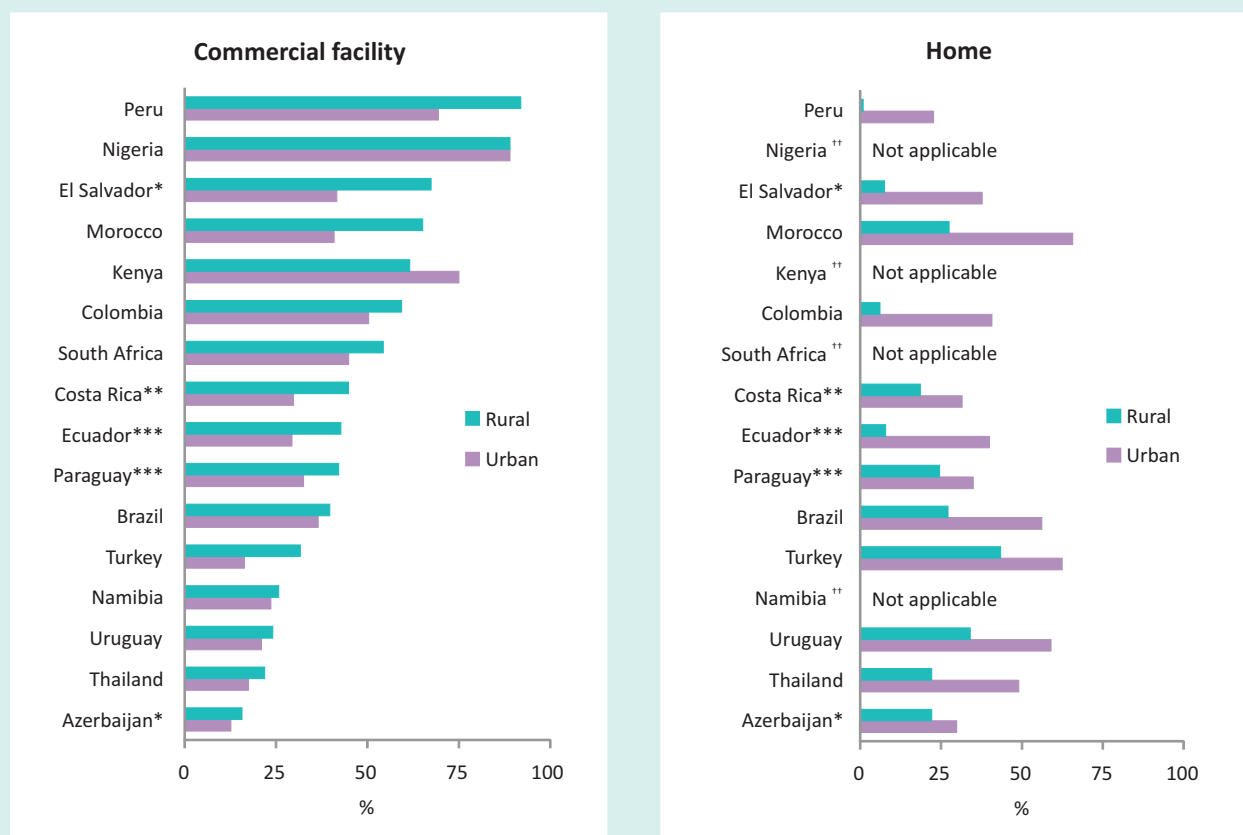 Commercial facility
Peru
Nigeria
El Salvador*
Morocco
Kenya
Colombia
South Africa
Costa Rica**
Ecuador***
Paraguay***
Brazil
Turkey
Namibia
Uruguay
Thailand
Azerbaijan*
Rural
Urban
0 25 50 75 100
%
Home
Peru
Nigeria †† Not applicable
El Salvador*
Morocco
Kenya †† Not applicable
Colombia
South Africa †† Not applicable
Costa Rica**
Ecuador***
Paraguay***
Brazil
Turkey
Namibia †† Not applicable
Uruguay
Thailand
Azerbaijan*
Rural
Urban
0 25 50 75 100
%